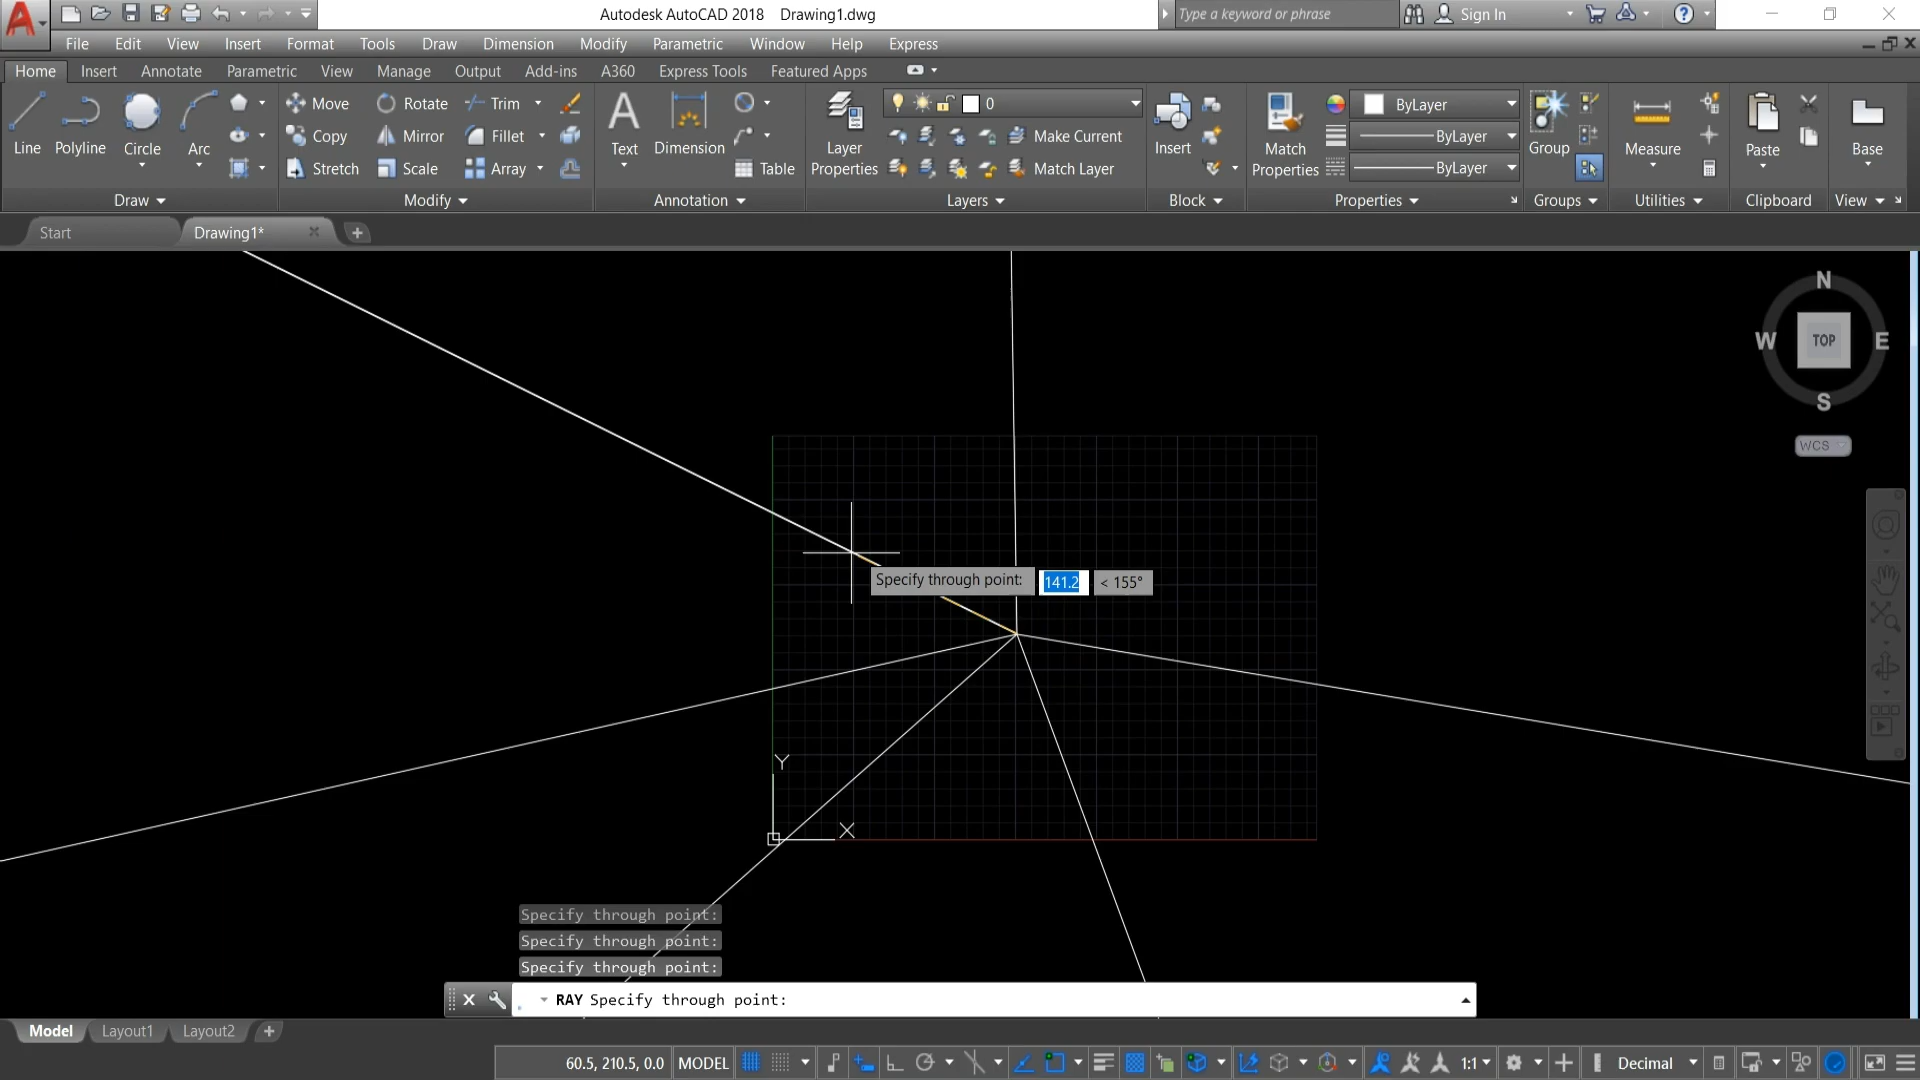 Autodesk AutoCAD 2018 Drawing1.dwg
Type a keyword or phrase
Sign In
File Edit View Insert Format Tools Draw Dimension Modify Parametric Window Help Express
Home Insert Annotate Parametric View Manage Output Add-ins A360 Express Tools Featured Apps
Line Polyline Circle Arc
Move Rotate Trim
Copy Mirror Fillet
Stretch Scale Array
Text Dimension Table
Layer Properties
0
Make Current
Match Layer
Insert
Match Properties
ByLayer
ByLayer
ByLayer
Group
Measure
Paste
Base
Draw Modify Annotation Layers Block Properties Groups Utilities Clipboard View
Start Drawing1*
N
W TOP E
S
WCS
Specify through point: 141.2 < 155°
Y
X
Specify through point:
Specify through point:
Specify through point:
RAY Specify through point:
Model Layout1 Layout2
60.5, 210.5, 0.0 MODEL 1:1 Decimal